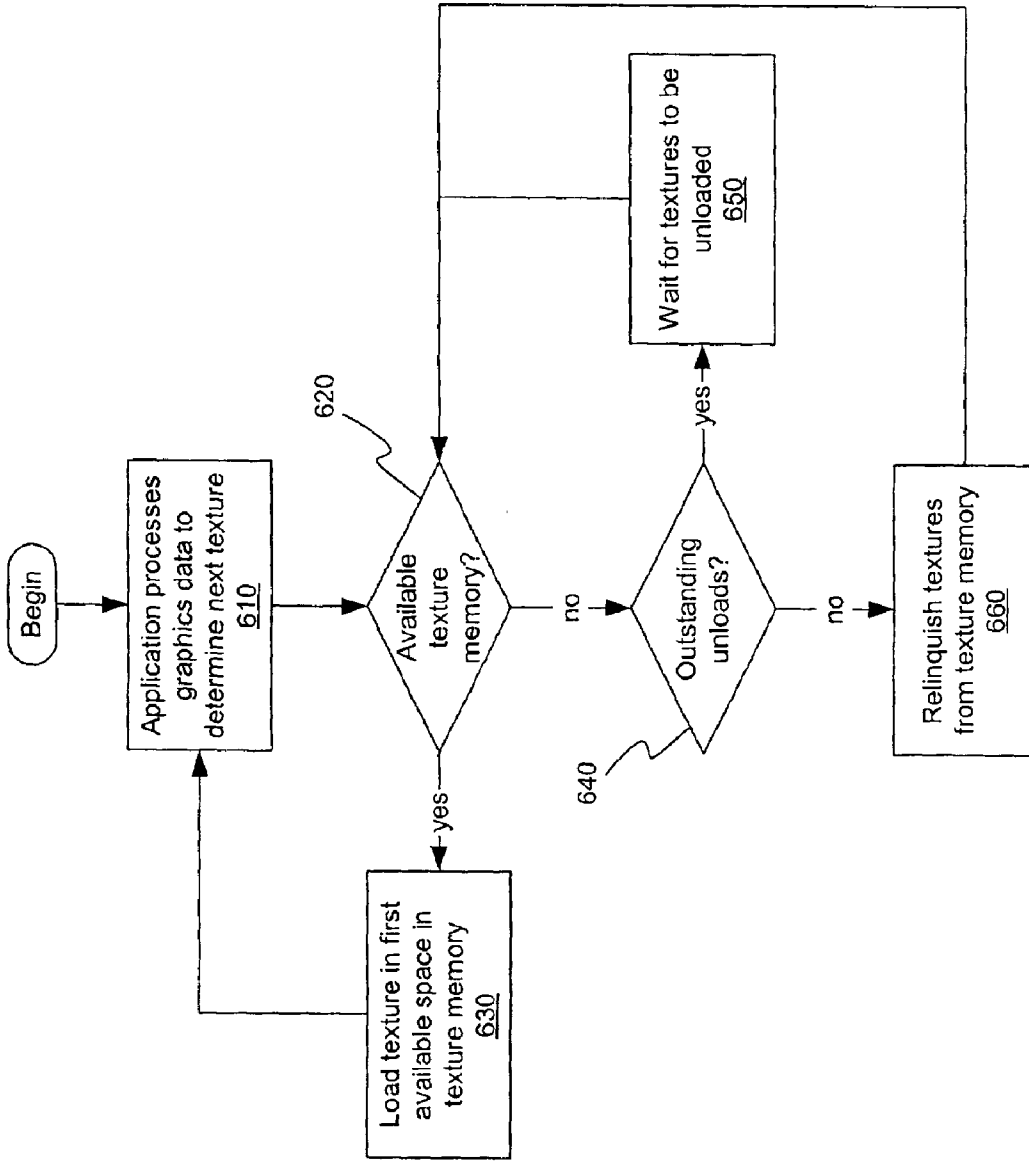 Begin
Application processes
graphics data to
determine next texture
610
620
Available
texture
memory?
yes
no
Load texture in first
available space in
texture memory
630
640
Outstanding
unloads?
yes
no
Wait for textures to be
unloaded
650
Relinquish textures
from texture memory
660